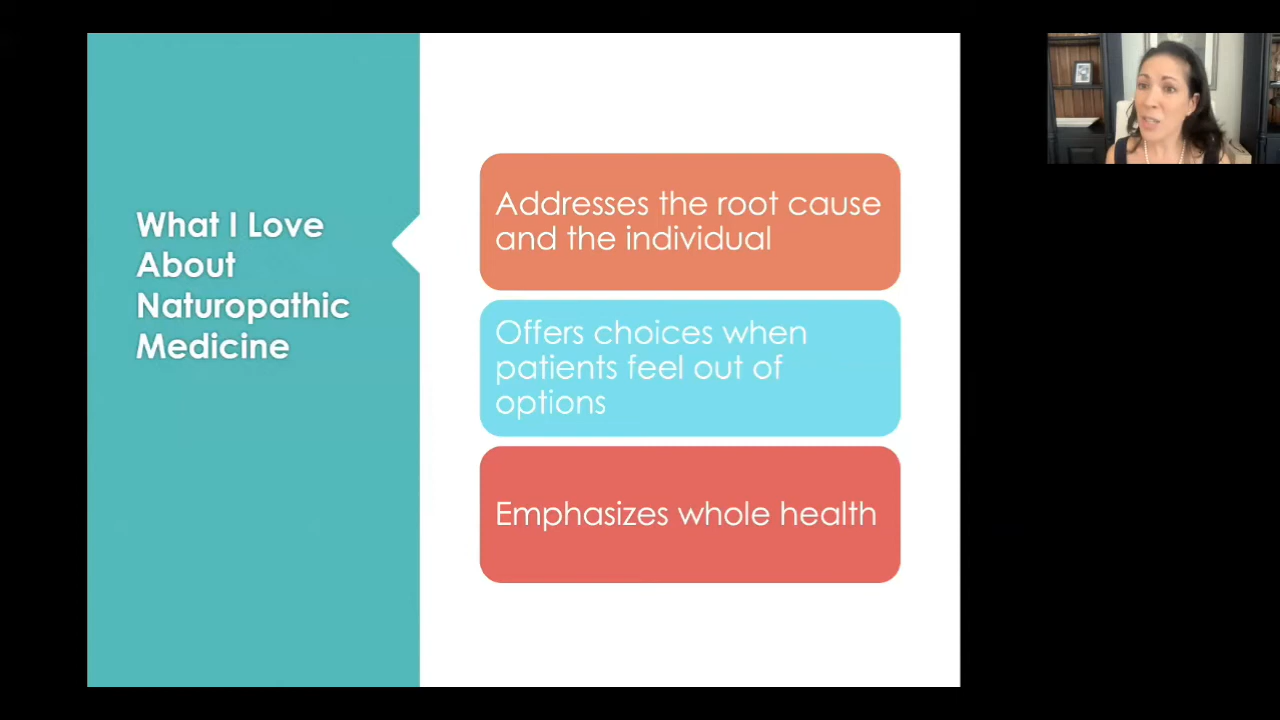 What I Love
About
Naturopathic
Medicine
Addresses the root cause
and the individual
Offers choices when
patients feel out of
options
Emphasizes whole health